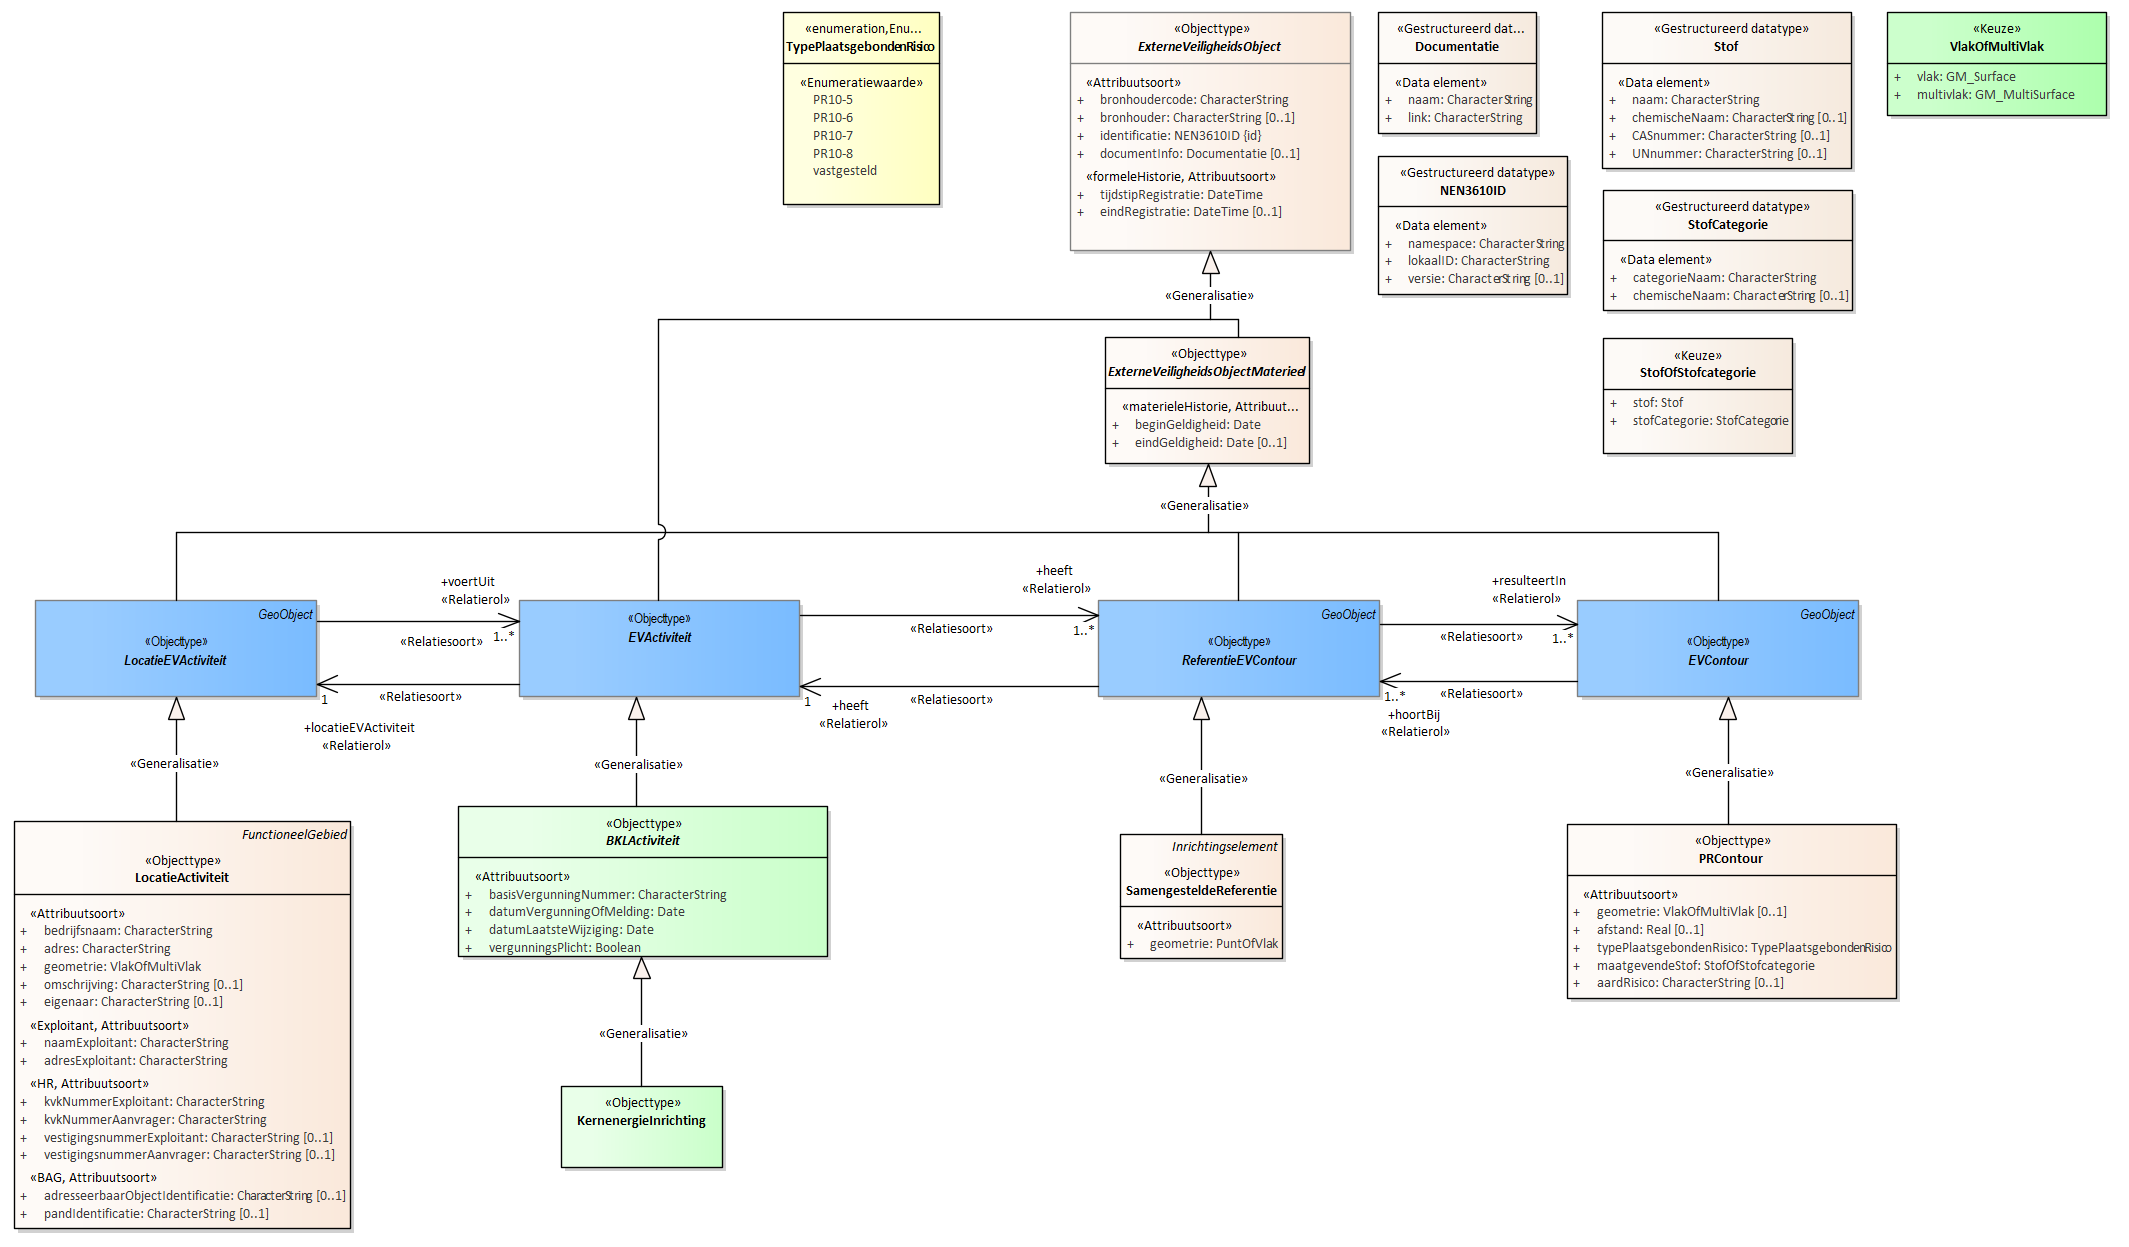 «enumeration,Enu...
TypePlaatsgebondenRisico
«Enumeratiewaarde»
PR10-5
PR10-6
PR10-7
PR10-8
vastgesteld
«Objecttype»
ExterneVeiligheidsObject
«Attribuutsoort»
+ bronhoudercode: CharacterString
+ bronhouder: CharacterString [0..1]
+ identificatie: NEN3610ID {id}
+ documentInfo: Documentatie [0..1]
«formeleHistorie, Attribuutsoort»
+ tijdstipRegistratie: DateTime
+ eindRegistratie: DateTime [0..1]
«Gestructureerd dat...
Documentatie
«Data element»
+ naam: CharacterString
+ link: CharacterString
«Gestructureerd datatype»
NEN3610ID
«Data element»
+ namespace: CharacterString
+ lokaalID: CharacterString
+ versie: CharacterString [0..1]
«Gestructureerd datatype»
Stof
«Data element»
+ naam: CharacterString
+ chemischeNaam: CharacterString [0..1]
+ CASnummer: CharacterString [0..1]
+ UNnummer: CharacterString [0..1]
«Gestructureerd datatype»
StofCategorie
«Data element»
+ categorieNaam: CharacterString
+ chemischeNaam: CharacterString [0..1]
«Keuze»
StofOfStofcategorie
+ stof: Stof
+ stofCategorie: StofCategorie
«Keuze»
VlakOfMultiVlak
+ vlak: GM_Surface
+ multivlak: GM_MultiSurface
«Generalisatie»
«Objecttype»
ExterneVeiligheidsObjectMaterieel
«materieleHistorie, Attribuut...
+ beginGeldigheid: Date
+ eindGeldigheid: Date [0..1]
«Generalisatie»
GeoObject
«Objecttype»
LocatieEVActiviteit
+voertUit
«Relatierol»
«Relatiesoort»
1..*
«Relatiesoort»
1
+locatieEVActiviteit
«Relatierol»
«Objecttype»
EVActiviteit
+heeft
«Relatierol»
«Relatiesoort»
1..*
«Relatiesoort»
1
+heeft
«Relatierol»
GeoObject
«Objecttype»
ReferentieEVContour
+resulteertIn
«Relatierol»
«Relatiesoort»
1..*
«Relatiesoort»
1..*
+hoortBij
«Relatierol»
GeoObject
«Objecttype»
EVContour
«Generalisatie»
«Generalisatie»
«Generalisatie»
«Generalisatie»
FunctioneelGebied
«Objecttype»
LocatieActiviteit
«Attribuutsoort»
+ bedrijfsnaam: CharacterString
+ adres: CharacterString
+ geometrie: VlakOfMultiVlak
+ omschrijving: CharacterString [0..1]
+ eigenaar: CharacterString [0..1]
«Exploitant, Attribuutsoort»
+ naamExploitant: CharacterString
+ adresExploitant: CharacterString
«HR, Attribuutsoort»
+ kvkNummerExploitant: CharacterString
+ kvkNummerAanvrager: CharacterString
+ vestigingsnummerExploitant: CharacterString [0..1]
+ vestigingsnummerAanvrager: CharacterString [0..1]
«BAG, Attribuutsoort»
+ adresseerbaarObjectIdentificatie: CharacterString [0..1]
+ pandIdentificatie: CharacterString [0..1]
«Objecttype»
BKLActiviteit
«Attribuutsoort»
+ basisVergunningNummer: CharacterString
+ datumVergunningOfMelding: Date
+ datumLaatsteWijziging: Date
+ vergunningsPlicht: Boolean
«Generalisatie»
«Objecttype»
KernenergieInrichting
Inrichtingselement
«Objecttype»
SamengesteldeReferentie
«Attribuutsoort»
+ geometrie: PuntOfVlak
«Objecttype»
PRContour
«Attribuutsoort»
+ geometrie: VlakOfMultiVlak [0..1]
+ afstand: Real [0..1]
+ typePlaatsgebondenRisico: TypePlaatsgebondenRisico
+ maatgevendeStof: StofOfStofcategorie
+ aardRisico: CharacterString [0..1]